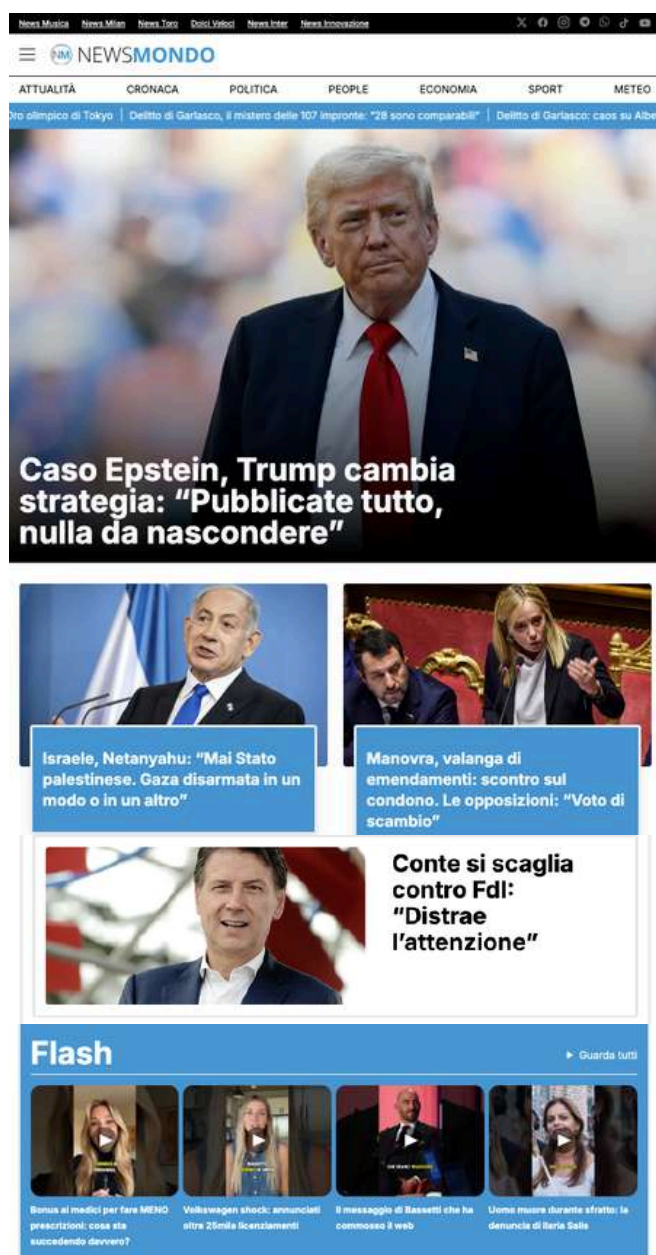 News Musica News Milan News Toro Dolci Veloci News Inter News Innovazione
NM NEWSMONDO
ATTUALITÀ CRONACA POLITICA PEOPLE ECONOMIA SPORT METEO
Oro olimpico di Tokyo | Delitto di Garlasco, il mistero delle 107 impronte: "28 sono comparabili" | Delitto di Garlasco: caos su Albe
Caso Epstein, Trump cambia
strategia: “Pubblicate tutto,
nulla da nascondere”
Israele, Netanyahu: “Mai Stato
palestinese. Gaza disarmata in un
modo o in un altro”
Manovra, valanga di
emendamenti: scontro sul
condono. Le opposizioni: “Voto di
scambio”
Conte si scaglia
contro FdI:
“Distrae
l’attenzione”
Flash
Guarda tutti
Bonus ai medici per fare MENO
prescrizioni: cosa sta
succedendo davvero?
Volkswagen shock: annunciati
oltre 25mila licenziamenti
Il messaggio di Bassetti che ha
commosso il web
Uomo muore durante sfratto: la
denuncia di Ilaria Salis